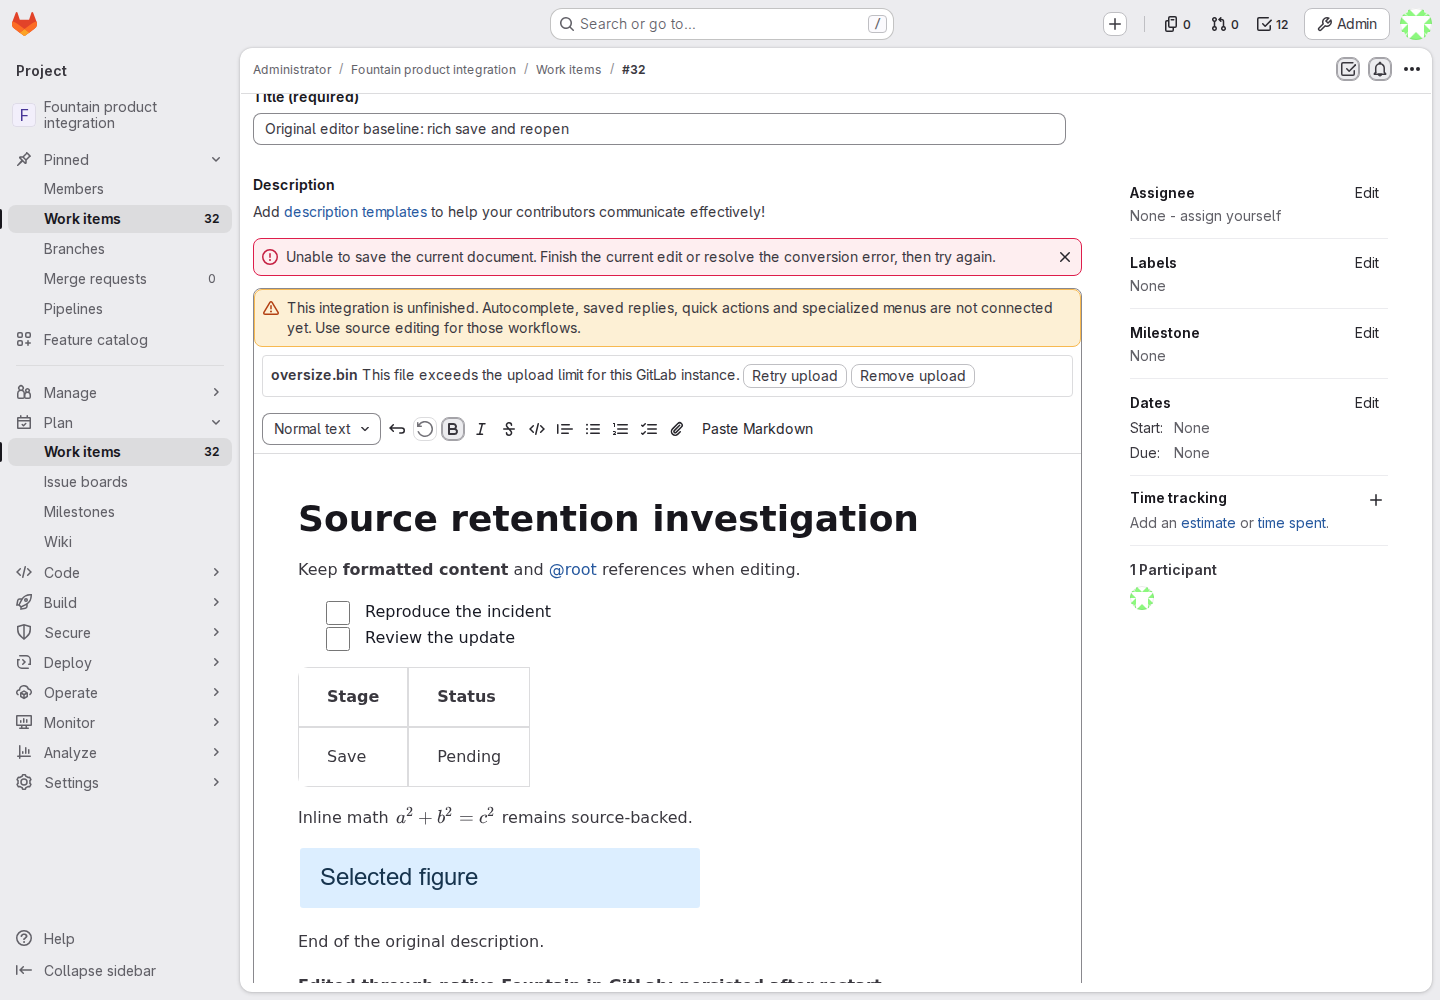 Search or go to...
/
0
0
12
Admin
Project
F
Fountain product
integration
Pinned
Members
Work items
32
Branches
Merge requests
0
Pipelines
Feature catalog
Manage
Plan
Work items
32
Issue boards
Milestones
Wiki
Code
Build
Secure
Deploy
Operate
Monitor
Analyze
Settings
Help
Collapse sidebar
Administrator / Fountain product integration / Work items / #32
Title (required)
Original editor baseline: rich save and reopen
Description
Add description templates to help your contributors communicate effectively!
Unable to save the current document. Finish the current edit or resolve the conversion error, then try again.
This integration is unfinished. Autocomplete, saved replies, quick actions and specialized menus are not connected
yet. Use source editing for those workflows.
oversize.bin This file exceeds the upload limit for this GitLab instance. Retry upload Remove upload
Normal text
B
I
S
Paste Markdown
Source retention investigation
Keep formatted content and @root references when editing.
Reproduce the incident
Review the update
Stage Status
Save Pending
Inline math a² + b² = c² remains source-backed.
Selected figure
End of the original description.
Edited through native Fountain in GitLab; persisted after restart
Assignee
Edit
None - assign yourself
Labels
Edit
None
Milestone
Edit
None
Dates
Edit
Start: None
Due: None
Time tracking
Add an estimate or time spent.
1 Participant